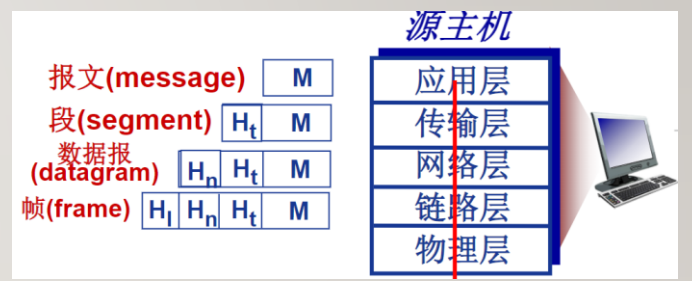 源主机
报文(message) M 应用层
段(segment) Ht M 传输层
数据报
(datagram) Hn Ht M 网络层
帧(frame) Hl Hn Ht M 链路层
物理层